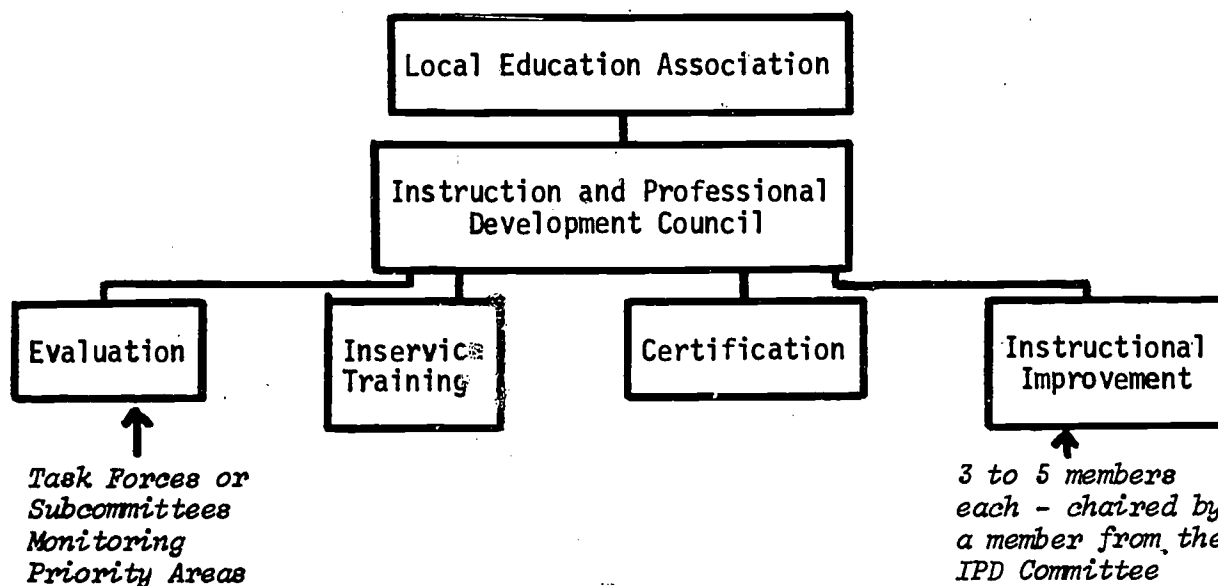 Local Education Association
Instruction and Professional
Development Council
Evaluation
Inservice
Training
Certification
Instructional
Improvement
Task Forces or
Subcommittees
Monitoring
Priority Areas
3 to 5 members
each - chaired by
a member from the
IPD Committee